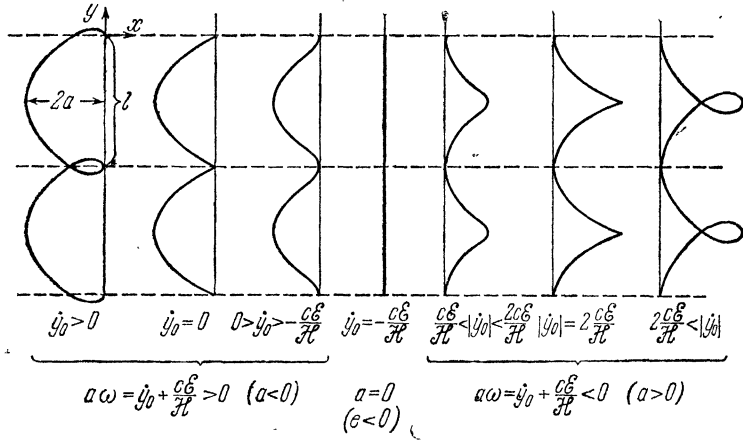 y
x
2a
l
ẏ₀>0
ẏ₀=0
0>ẏ₀>-cℰ/ℋ
ẏ₀=-cℰ/ℋ
cℰ/ℋ<|ẏ₀|<2cℰ/ℋ
|ẏ₀|=2cℰ/ℋ
2cℰ/ℋ<|ẏ₀|
aω=ẏ₀+cℰ/ℋ>0 (a<0)
a=0
(e<0)
aω=ẏ₀+cℰ/ℋ<0 (a>0)